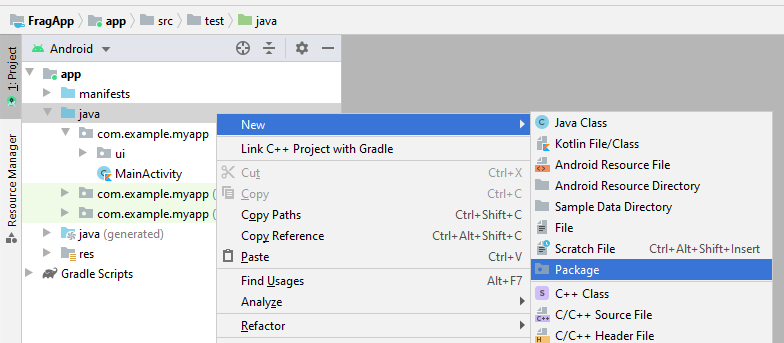 FragApp app src test java
1: Project
Resource Manager
Android
app
manifests
java
com.example.myapp
ui
MainActivity
com.example.myapp (
com.example.myapp (
java (generated)
res
Gradle Scripts
New
Link C++ Project with Gradle
Cut Ctrl+X
Copy Ctrl+C
Copy Paths Ctrl+Shift+C
Copy Reference Ctrl+Alt+Shift+C
Paste Ctrl+V
Find Usages Alt+F7
Analyze
Refactor
Java Class
Kotlin File/Class
Android Resource File
Android Resource Directory
Sample Data Directory
File
Scratch File Ctrl+Alt+Shift+Insert
Package
C++ Class
C/C++ Source File
C/C++ Header File